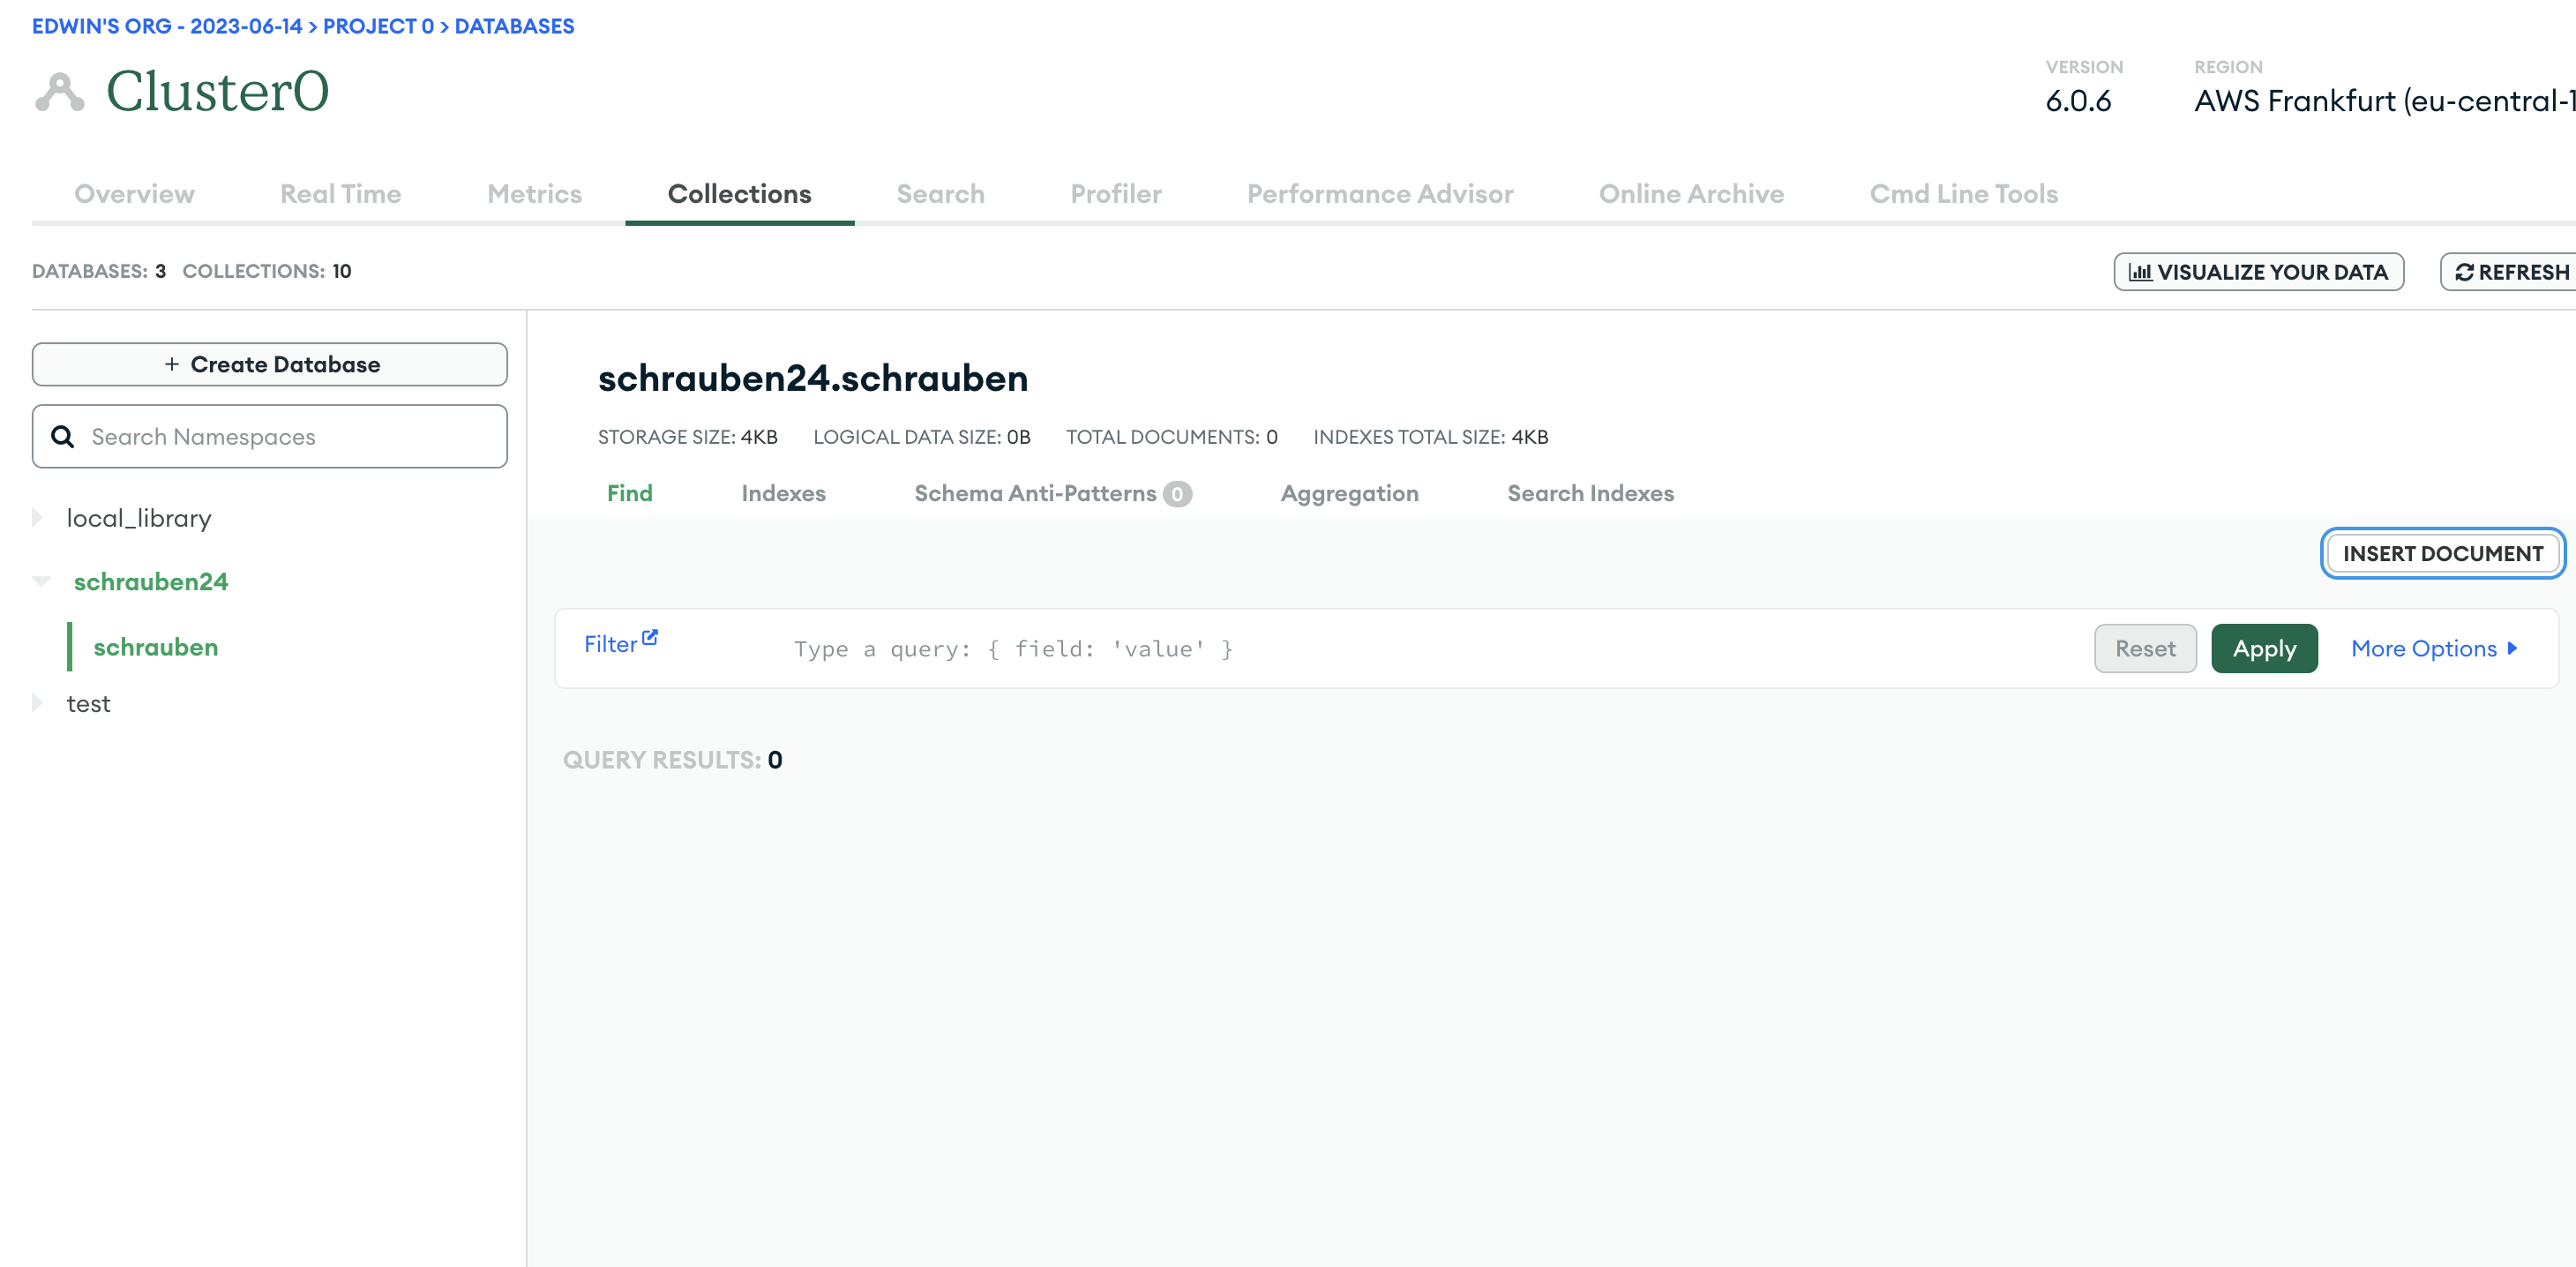 EDWIN'S ORG - 2023-06-14 > PROJECT 0 > DATABASES
Cluster0
VERSION
6.0.6
REGION
AWS Frankfurt (eu-central-1
Overview Real Time Metrics Collections Search Profiler Performance Advisor Online Archive Cmd Line Tools
DATABASES: 3 COLLECTIONS: 10
VISUALIZE YOUR DATA
REFRESH
+ Create Database
Search Namespaces
local_library
schrauben24
schrauben
test
schrauben24.schrauben
STORAGE SIZE: 4KB LOGICAL DATA SIZE: 0B TOTAL DOCUMENTS: 0 INDEXES TOTAL SIZE: 4KB
Find Indexes Schema Anti-Patterns 0 Aggregation Search Indexes
INSERT DOCUMENT
Filter Type a query: { field: 'value' } Reset Apply More Options
QUERY RESULTS: 0